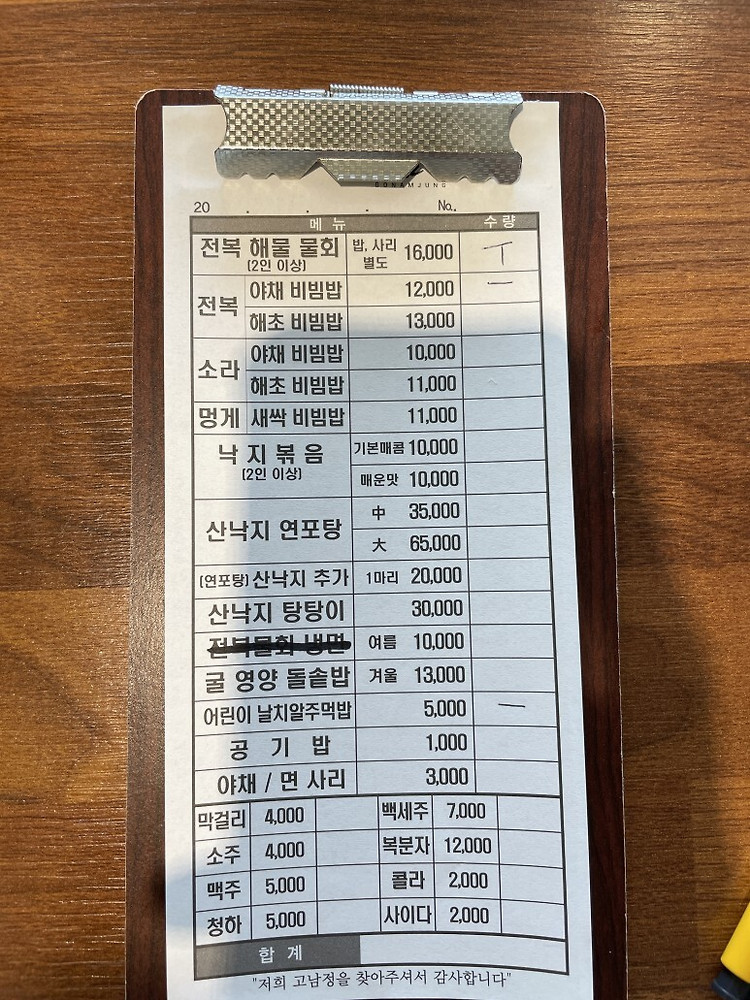 GONAMJUNG
20 . . . No.
메 뉴 수 량
전복 해물 물회 (2인 이상) 밥, 사리 별도 16,000 ㅜ
전복 야채 비빔밥 12,000 ㅡ
해초 비빔밥 13,000
소라 야채 비빔밥 10,000
해초 비빔밥 11,000
멍게 새싹 비빔밥 11,000
낙 지 볶 음 (2인 이상) 기본매콤 10,000
매운맛 10,000
산낙지 연포탕 中 35,000
大 65,000
(연포탕) 산낙지 추가 1마리 20,000
산낙지 탕탕이 30,000
전복물회 냉면 여름 10,000
굴 영양 돌솥밥 겨울 13,000
어린이 날치알주먹밥 5,000 ㅡ
공 기 밥 1,000
야채 / 면 사리 3,000
막걸리 4,000 백세주 7,000
소주 4,000 복분자 12,000
맥주 5,000 콜라 2,000
청하 5,000 사이다 2,000
합 계
"저희 고남정을 찾아주셔서 감사합니다"